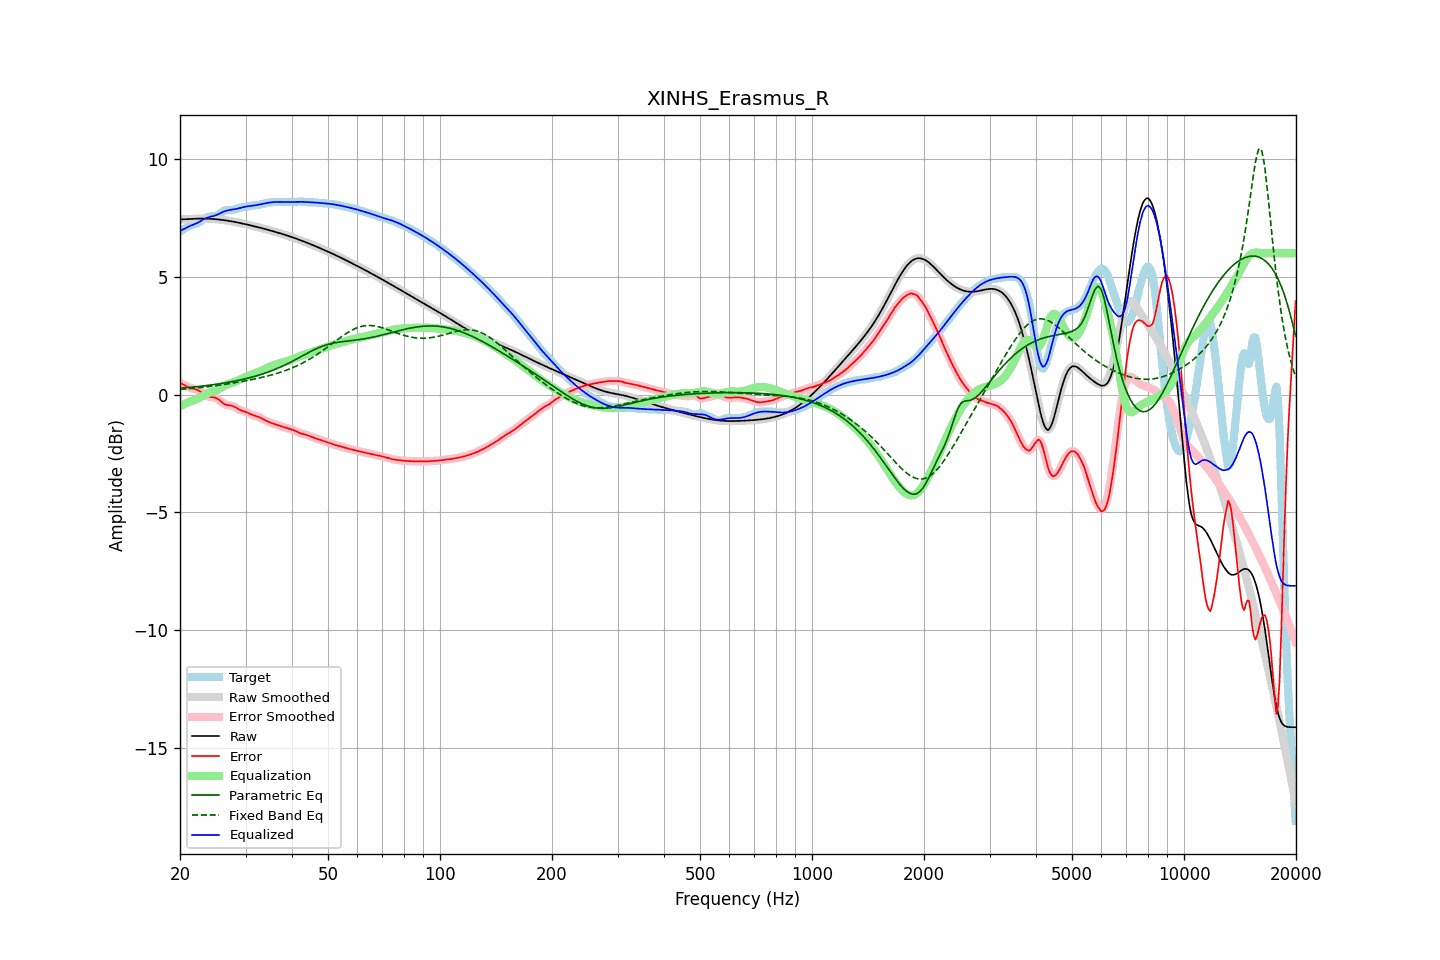 XINHS_Erasmus_R
10
5
0
−5
−10
−15
Amplitude (dBr)
Target
Raw Smoothed
Error Smoothed
Raw
Error
Equalization
Parametric Eq
Fixed Band Eq
Equalized
20 50 100 200 500 1000 2000 5000 10000 20000
Frequency (Hz)